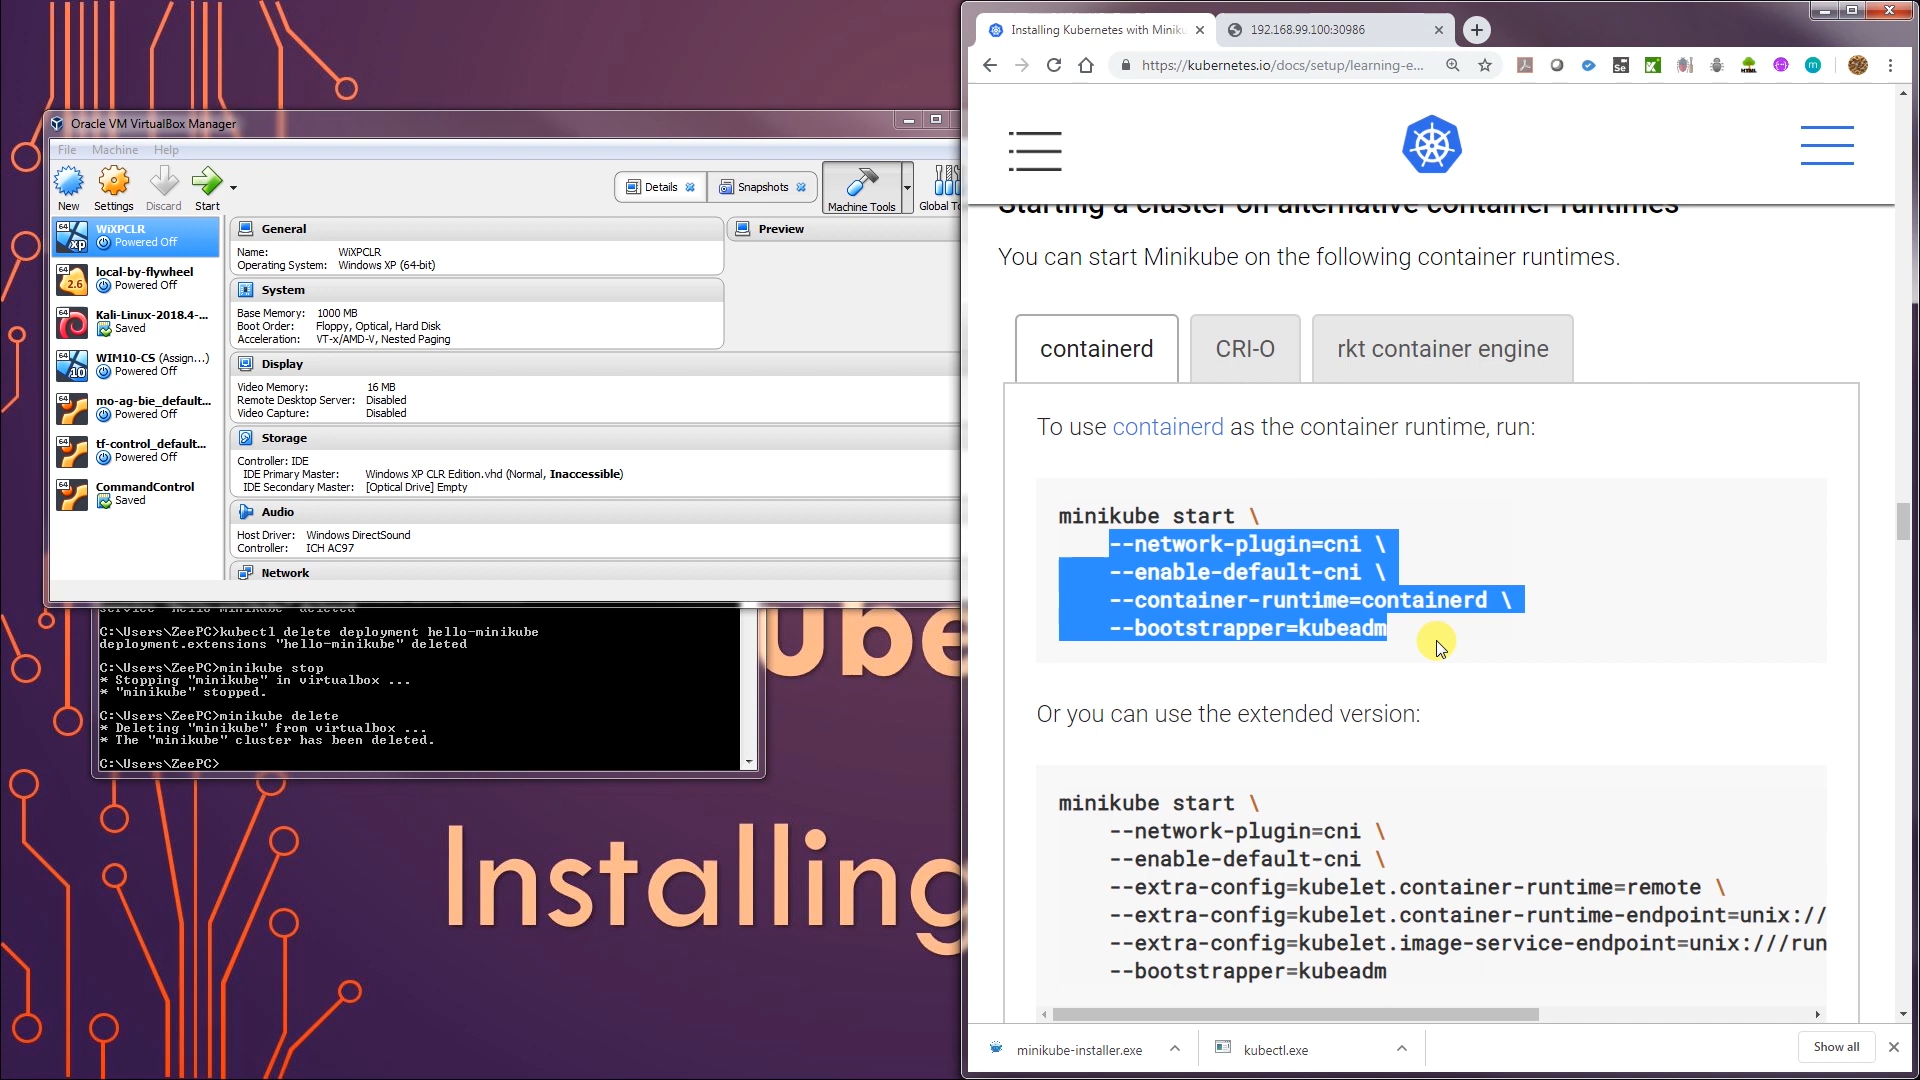 Oracle VM VirtualBox Manager
File Machine Help
New Settings Discard Start
Details Snapshots Machine Tools
WiXPCLR
Powered Off
local-by-flywheel
Powered Off
Kali-Linux-2018.4-...
Saved
WIM10-CS (Assign...)
Powered Off
mo-ag-bie_default...
Powered Off
tf-control_default...
Powered Off
CommandControl
Saved
General
Name: WiXPCLR
Operating System: Windows XP (64-bit)
System
Base Memory: 1000 MB
Boot Order: Floppy, Optical, Hard Disk
Acceleration: VT-x/AMD-V, Nested Paging
Display
Video Memory: 16 MB
Remote Desktop Server: Disabled
Video Capture: Disabled
Storage
Controller: IDE
IDE Primary Master: Windows XP CLR Edition.vhd (Normal, Inaccessible)
IDE Secondary Master: [Optical Drive] Empty
Audio
Host Driver: Windows DirectSound
Controller: ICH AC97
Network
Preview
service "hello-minikube" deleted
C:\Users\ZeePC>kubectl delete deployment hello-minikube
deployment.extensions "hello-minikube" deleted
C:\Users\ZeePC>minikube stop
* Stopping "minikube" in virtualbox ...
* "minikube" stopped.
C:\Users\ZeePC>minikube delete
* Deleting "minikube" from virtualbox ...
* The "minikube" cluster has been deleted.
C:\Users\ZeePC>
Installing
Installing Kubernetes with Minik
192.168.99.100:30986
https://kubernetes.io/docs/setup/learning-e...
Starting a cluster on alternative container runtimes
You can start Minikube on the following container runtimes.
containerd CRI-O rkt container engine
To use containerd as the container runtime, run:
minikube start \
--network-plugin=cni \
--enable-default-cni \
--container-runtime=containerd \
--bootstrapper=kubeadm
Or you can use the extended version:
minikube start \
--network-plugin=cni \
--enable-default-cni \
--extra-config=kubelet.container-runtime=remote \
--extra-config=kubelet.container-runtime-endpoint=unix://
--extra-config=kubelet.image-service-endpoint=unix:///run
--bootstrapper=kubeadm
minikube-installer.exe
kubectl.exe
Show all